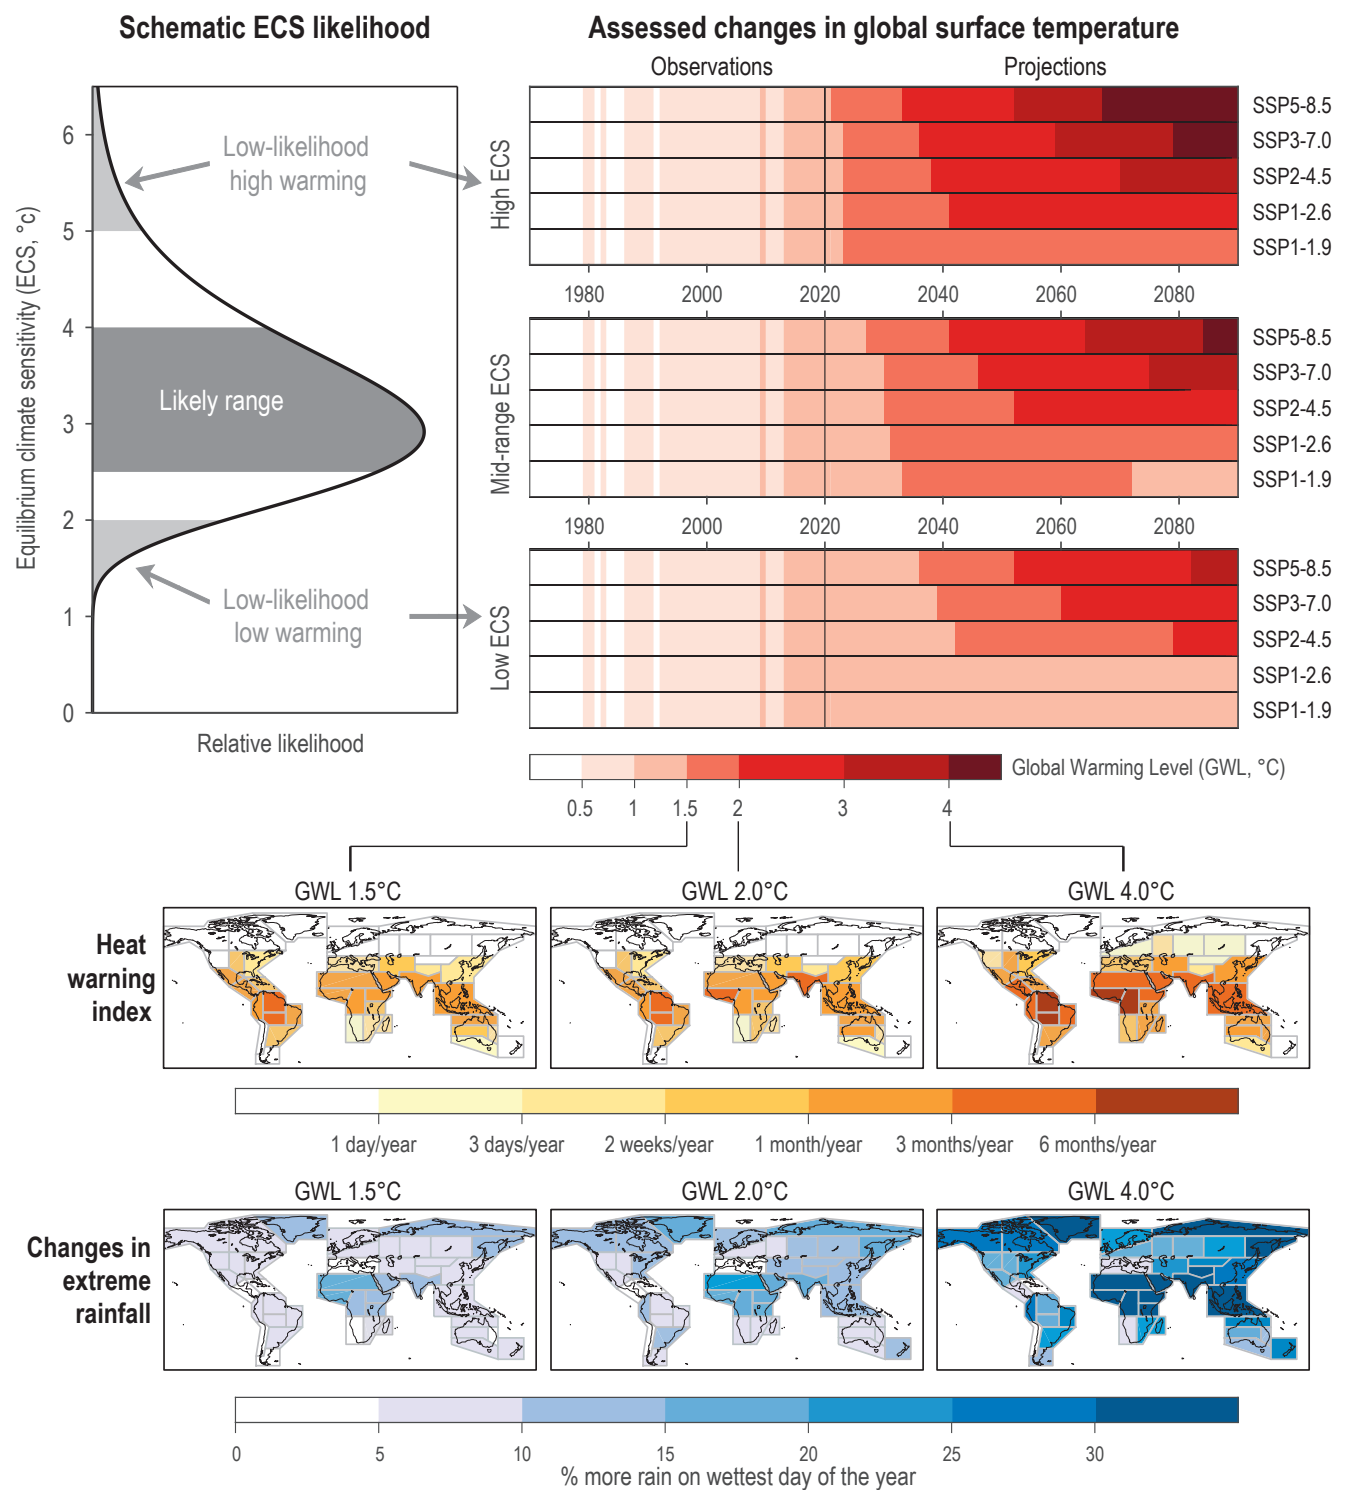 Schematic ECS likelihood
Assessed changes in global surface temperature
Observations
Projections
Equilibrium climate sensitivity (ECS, °c)
6
5
4
3
2
1
0
Low-likelihood
high warming
Likely range
Low-likelihood
low warming
Relative likelihood
High ECS
SSP5-8.5
SSP3-7.0
SSP2-4.5
SSP1-2.6
SSP1-1.9
1980 2000 2020 2040 2060 2080
Mid-range ECS
SSP5-8.5
SSP3-7.0
SSP2-4.5
SSP1-2.6
SSP1-1.9
1980 2000 2020 2040 2060 2080
Low ECS
SSP5-8.5
SSP3-7.0
SSP2-4.5
SSP1-2.6
SSP1-1.9
Global Warming Level (GWL, °C)
0.5 1 1.5 2 3 4
GWL 1.5°C GWL 2.0°C GWL 4.0°C
Heat
warning
index
1 day/year 3 days/year 2 weeks/year 1 month/year 3 months/year 6 months/year
GWL 1.5°C GWL 2.0°C GWL 4.0°C
Changes in
extreme
rainfall
0 5 10 15 20 25 30
% more rain on wettest day of the year